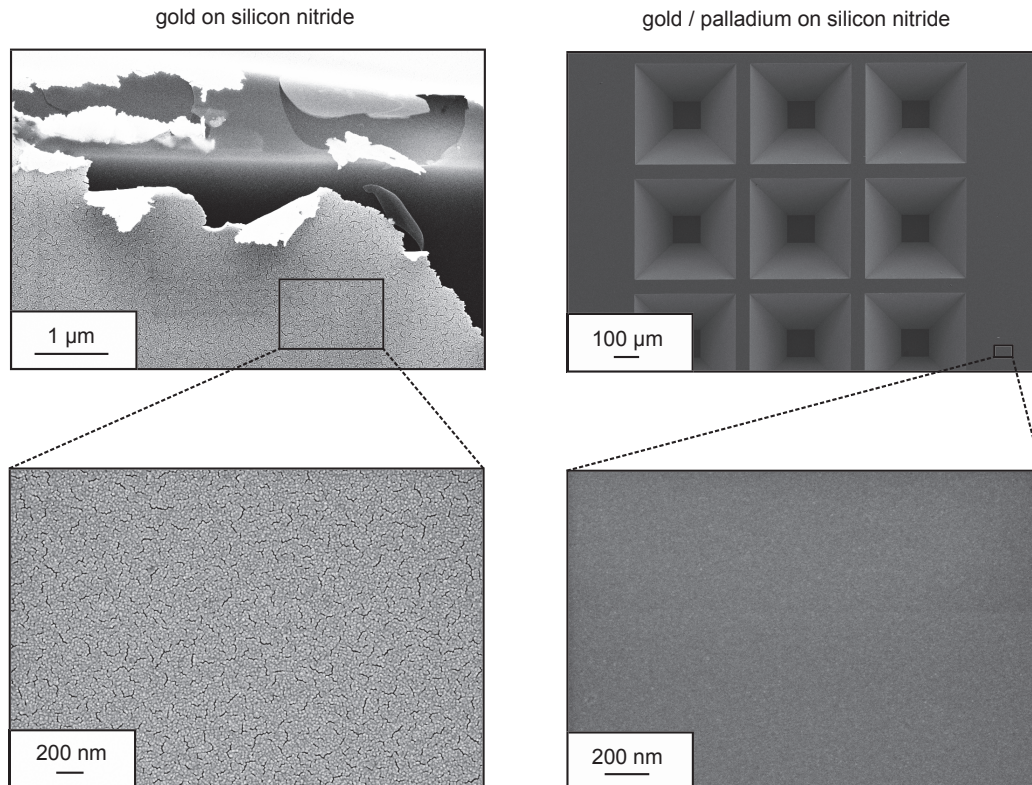 gold on silicon nitride
gold / palladium on silicon nitride
1 µm
100 µm
200 nm
200 nm